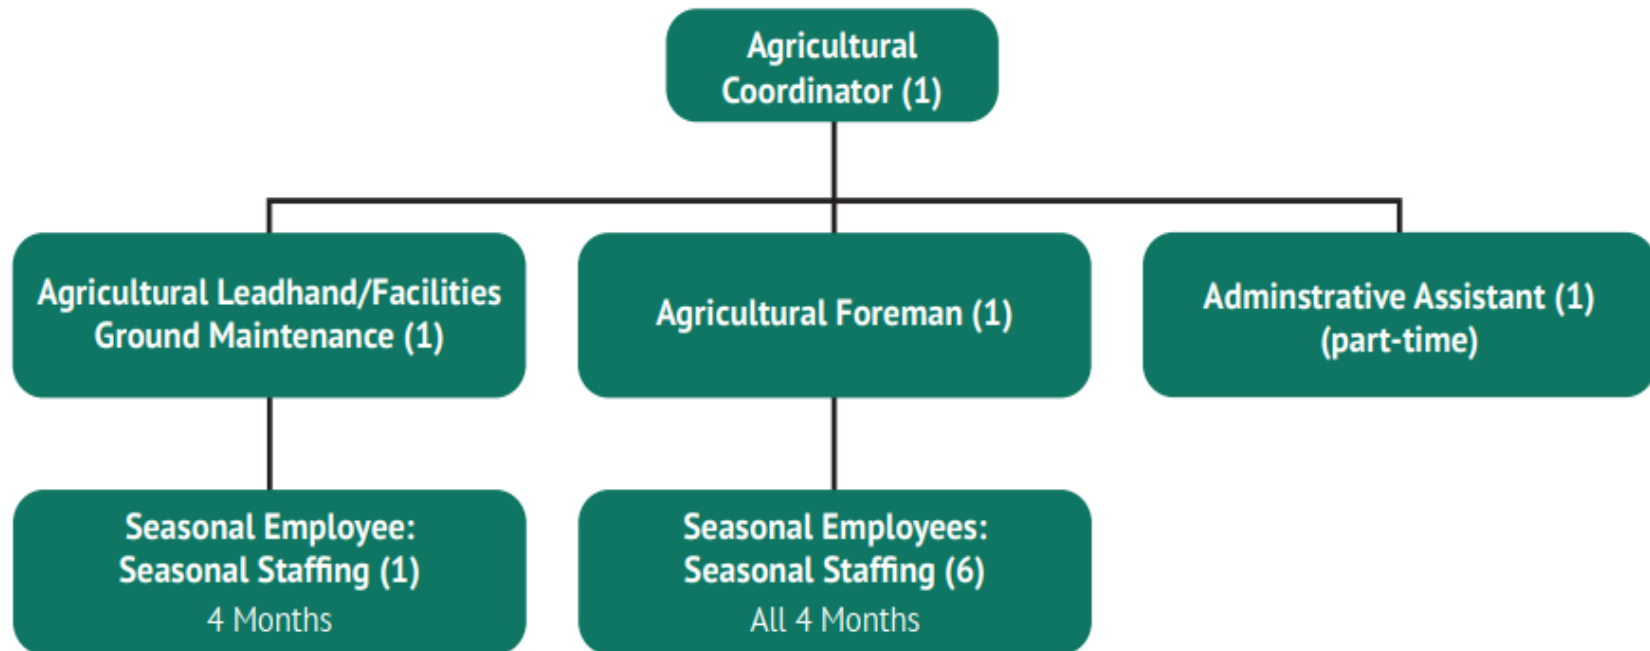 Agricultural
Coordinator (1)
Agricultural Leadhand/Facilities
Ground Maintenance (1)
Agricultural Foreman (1)
Adminstrative Assistant (1)
(part-time)
Seasonal Employee:
Seasonal Staffing (1)
4 Months
Seasonal Employees:
Seasonal Staffing (6)
All 4 Months